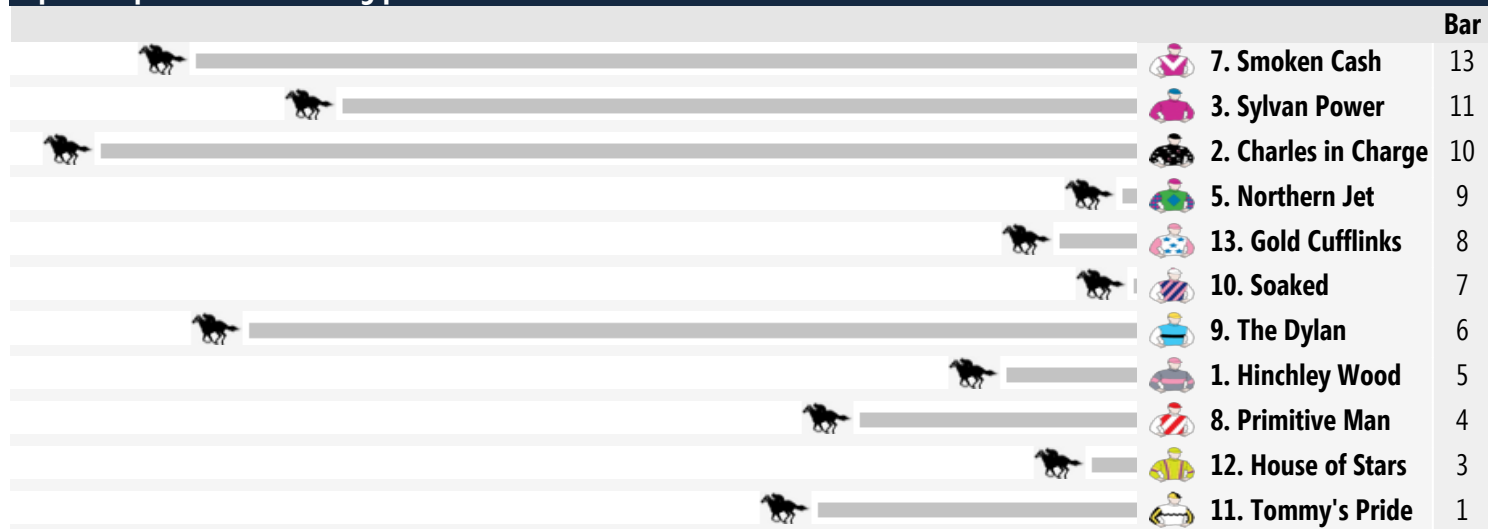 Bar
7. Smoken Cash 13
3. Sylvan Power 11
2. Charles in Charge 10
5. Northern Jet 9
13. Gold Cufflinks 8
10. Soaked 7
9. The Dylan 6
1. Hinchley Wood 5
8. Primitive Man 4
12. House of Stars 3
11. Tommy's Pride 1